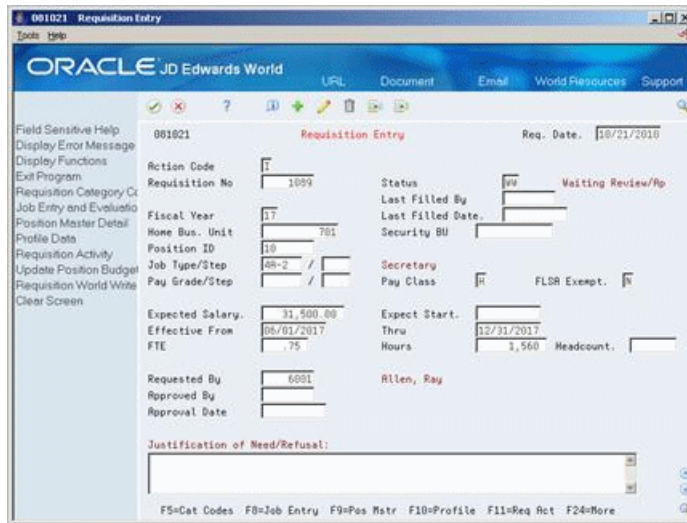 081021 Requisition Entry
Tools Help
ORACLE JD Edwards World
URL Document Email World Resources Support
Field Sensitive Help
Display Error Message
Display Functions
Exit Program
Requisition Category Co
Job Entry and Evaluatio
Position Master Detail
Profile Data
Requisition Activity
Update Position Budget
Requisition World Write
Clear Screen
081021 Requisition Entry Req. Date. 10/21/2010
Action Code I
Requisition No 1089 Status WW Waiting Review/Ap
Last Filled By
Fiscal Year 17 Last Filled Date.
Home Bus. Unit 701 Security BU
Position ID 10
Job Type/Step 4A-2 / Secretary
Pay Grade/Step / Pay Class H FLSA Exempt. N
Expected Salary. 31,500.00 Expect Start.
Effective From 06/01/2017 Thru 12/31/2017
FTE .75 Hours 1,560 Headcount.
Requested By 6001 Allen, Ray
Approved By
Approval Date
Justification of Need/Refusal:
F5=Cat Codes F8=Job Entry F9=Pos Mstr F10=Profile F11=Req Act F24=More